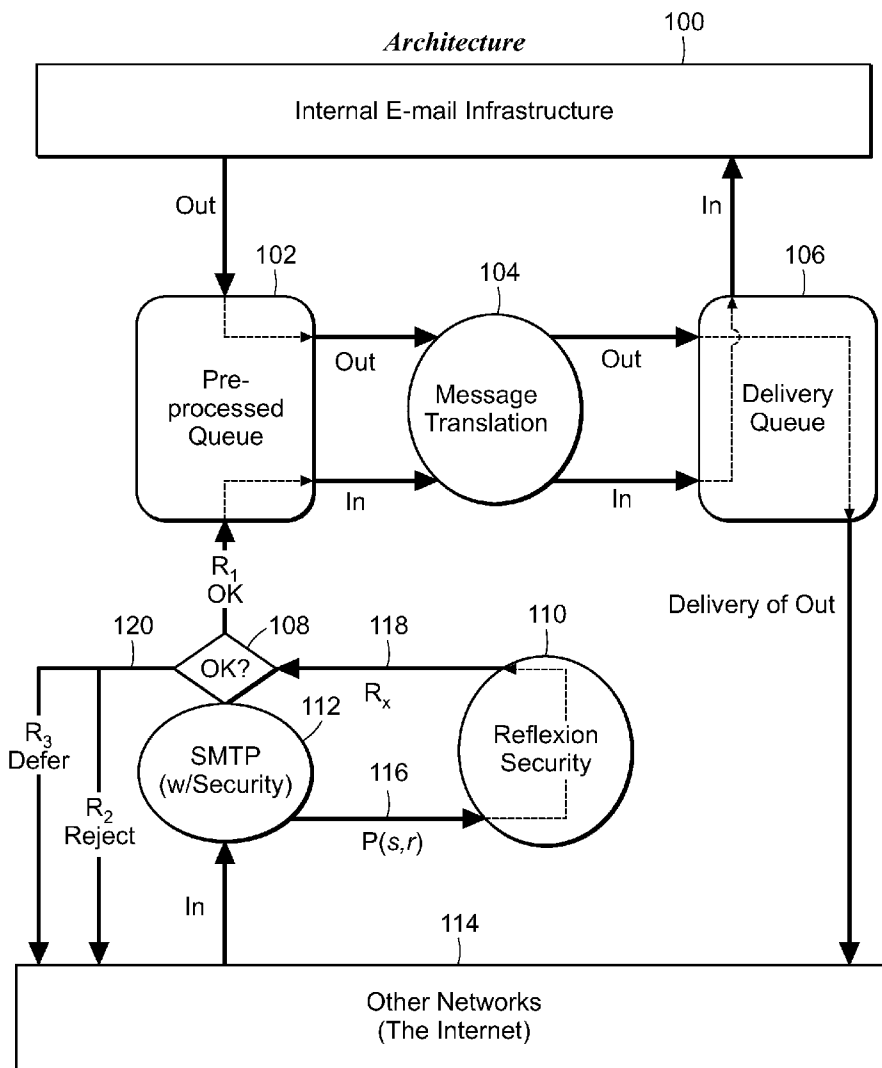 Architecture
100
Internal E-mail Infrastructure
Out
In
102
104
106
Pre-
processed
Queue
Out
In
Message
Translation
Out
In
Delivery
Queue
R1
OK
Delivery of Out
120
108
118
110
OK?
Rx
R3
Defer
R2
Reject
112
SMTP
(w/Security)
116
P(s,r)
Reflexion
Security
In
114
Other Networks
(The Internet)